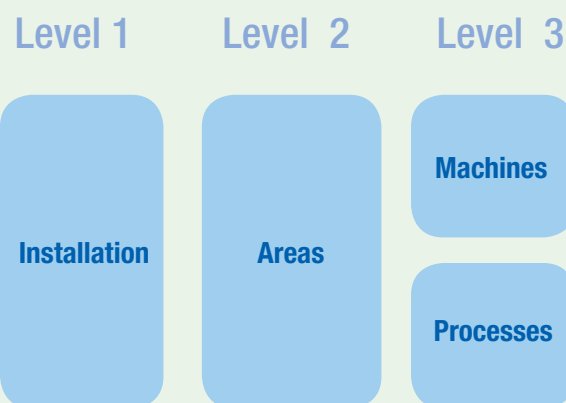 Level 1 Level 2 Level 3
Machines
Installation Areas
Processes